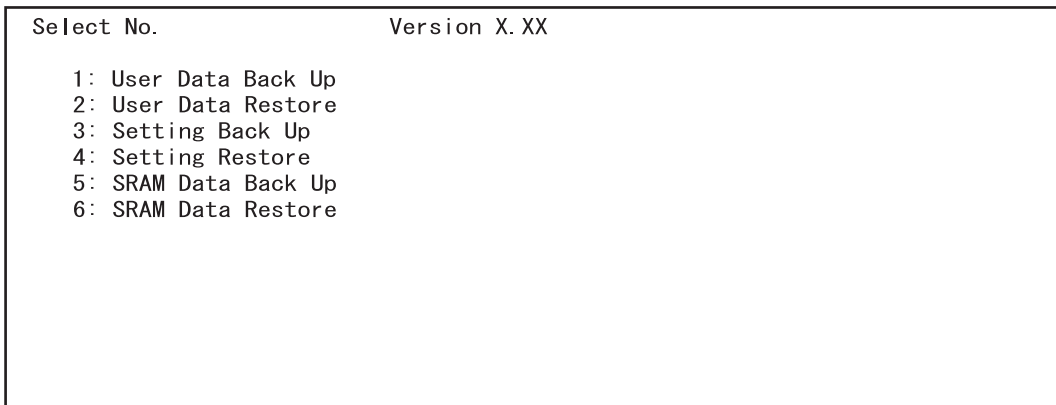 Select No. Version X.XX
1: User Data Back Up
2: User Data Restore
3: Setting Back Up
4: Setting Restore
5: SRAM Data Back Up
6: SRAM Data Restore